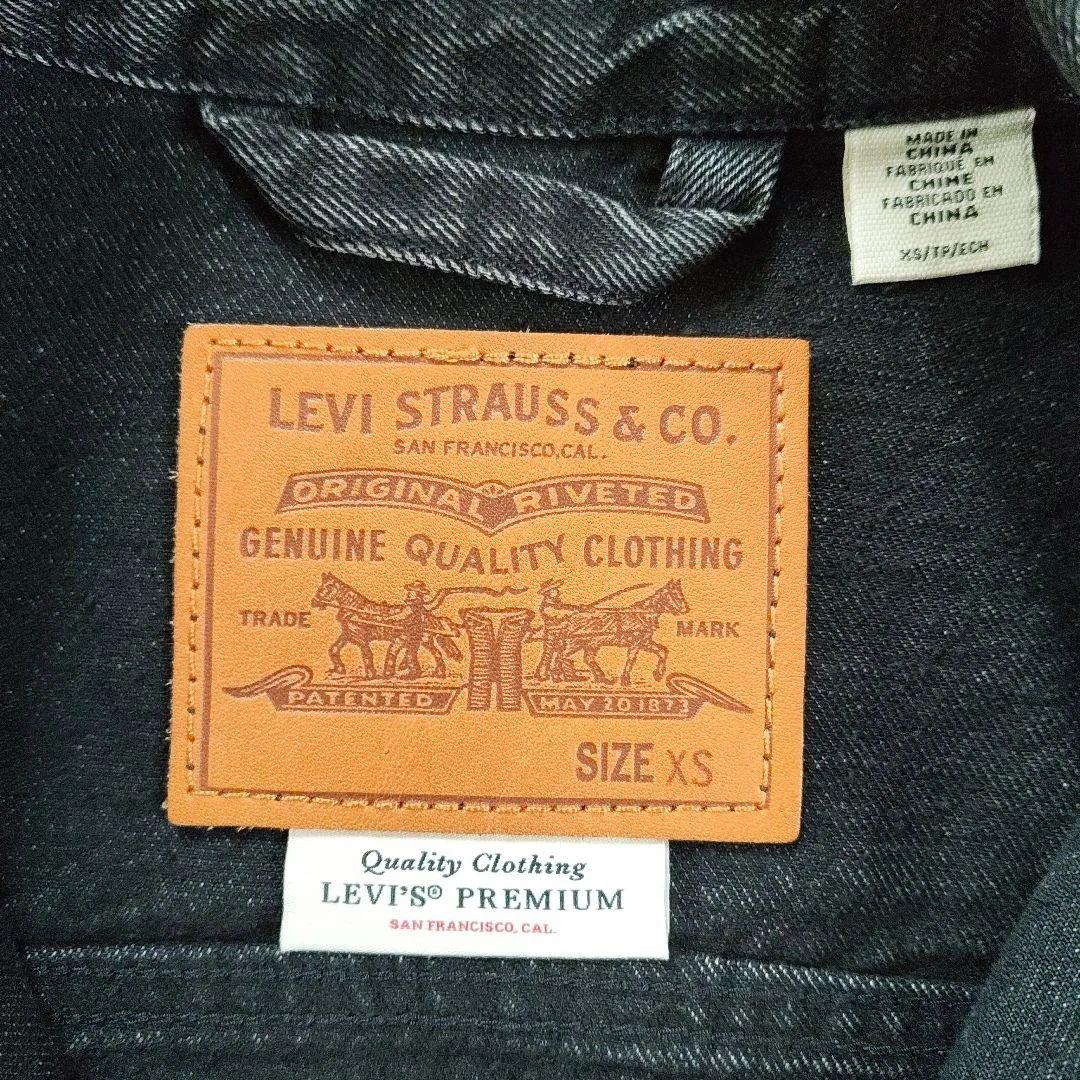 MADE IN
CHINA
FABRIQUE EN
CHINE
FABRICADO EN
CHINA
XS/TP/ECH
LEVI STRAUSS & CO.
SAN FRANCISCO, CAL.
ORIGINAL RIVETED
GENUINE QUALITY CLOTHING
TRADE MARK
PATENTED MAY 20 1873
SIZE XS
Quality Clothing
LEVI'S® PREMIUM
SAN FRANCISCO, CAL.